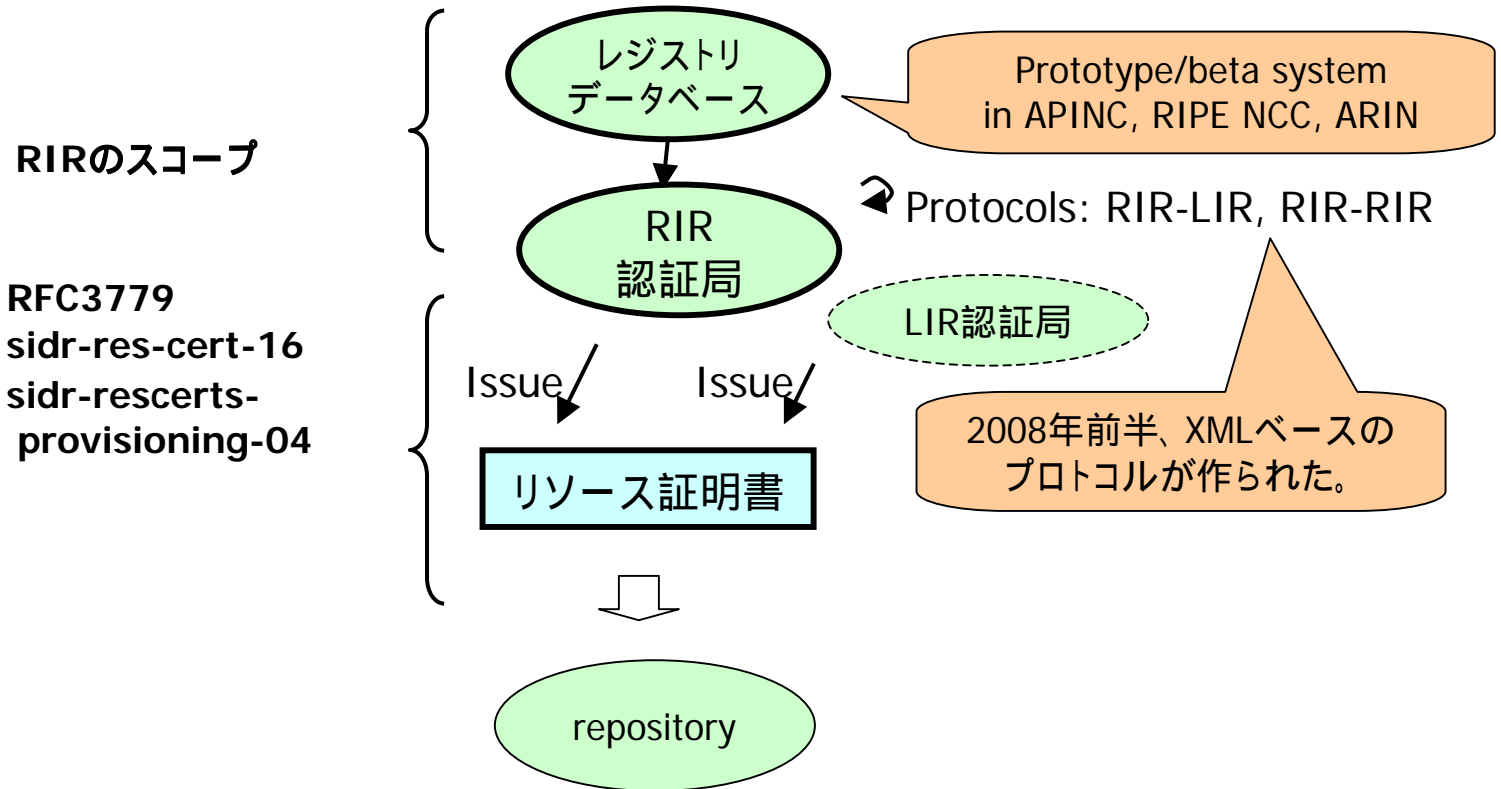 レジストリ
データベース
Prototype/beta system
in APINC, RIPE NCC, ARIN
RIRのスコープ
RIR
認証局
Protocols: RIR-LIR, RIR-RIR
RFC3779
sidr-res-cert-16
sidr-rescerts-
provisioning-04
LIR認証局
Issue
Issue
2008年前半、XMLベースの
プロトコルが作られた。
リソース証明書
repository